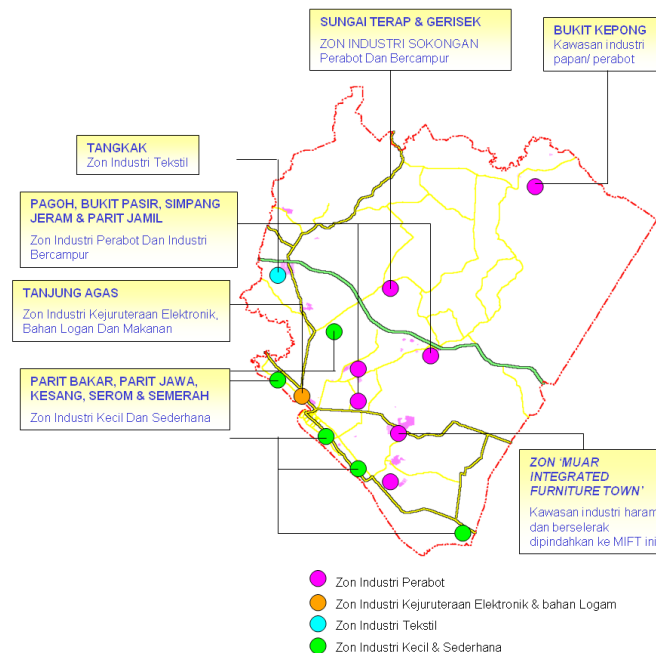 SUNGAI TERAP & GERISEK
ZON INDUSTRI SOKONGAN
Perabot Dan Bercampur
BUKIT KEPONG
Kawasan industri
papan/ perabot
TANGKAK
Zon Industri Tekstil
PAGOH, BUKIT PASIR, SIMPANG
JERAM & PARIT JAMIL
Zon Industri Perabot Dan Industri
Bercampur
TANJUNG AGAS
Zon Industri Kejuruteraan Elektronik,
Bahan Logan Dan Makanan
PARIT BAKAR, PARIT JAWA,
KESANG, SEROM & SEMERAH
Zon Industri Kecil Dan Sederhana
ZON ‘MUAR
INTEGRATED
FURNITURE TOWN’
Kawasan industri haram
dan berselerak
dipindahkan ke MIFT ini
Zon Industri Perabot
Zon Industri Kejuruteraan Elektronik & bahan Logam
Zon Industri Tekstil
Zon Industri Kecil & Sederhana